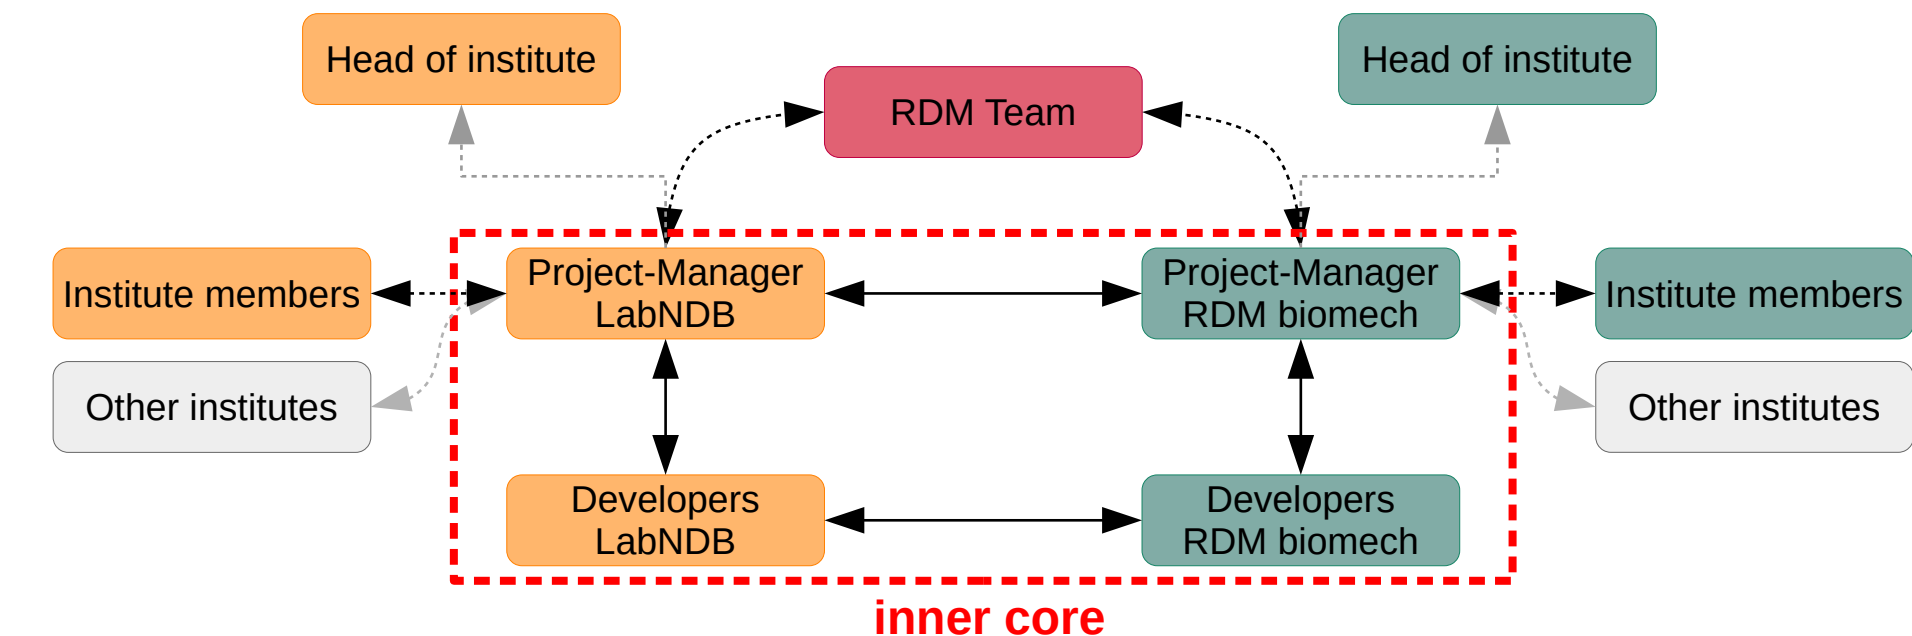 Head of institute
Head of institute
RDM Team
Institute members
Project-Manager
LabNDB
Project-Manager
RDM biomech
Institute members
Other institutes
Other institutes
Developers
LabNDB
Developers
RDM biomech
inner core